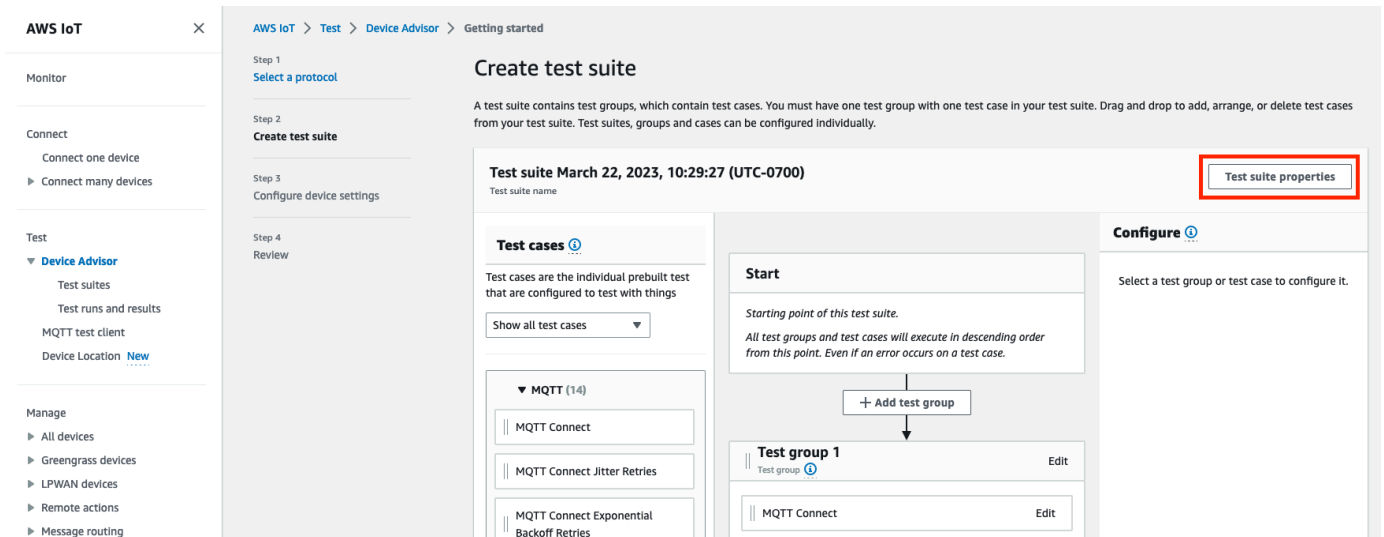 AWS IoT
Monitor
Connect
Connect one device
Connect many devices
Test
Device Advisor
Test suites
Test runs and results
MQTT test client
Device Location New
Manage
All devices
Greengrass devices
LPWAN devices
Remote actions
Message routing
AWS IoT > Test > Device Advisor > Getting started
Step 1
Select a protocol
Step 2
Create test suite
Step 3
Configure device settings
Step 4
Review
Create test suite
A test suite contains test groups, which contain test cases. You must have one test group with one test case in your test suite. Drag and drop to add, arrange, or delete test cases
from your test suite. Test suites, groups and cases can be configured individually.
Test suite March 22, 2023, 10:29:27 (UTC-0700)
Test suite name
Test suite properties
Test cases
Test cases are the individual prebuilt test
that are configured to test with things
Show all test cases
MQTT (14)
MQTT Connect
MQTT Connect Jitter Retries
MQTT Connect Exponential
Backoff Retries
Start
Starting point of this test suite.
All test groups and test cases will execute in descending order
from this point. Even if an error occurs on a test case.
+ Add test group
Test group 1
Test group
Edit
MQTT Connect
Edit
Configure
Select a test group or test case to configure it.